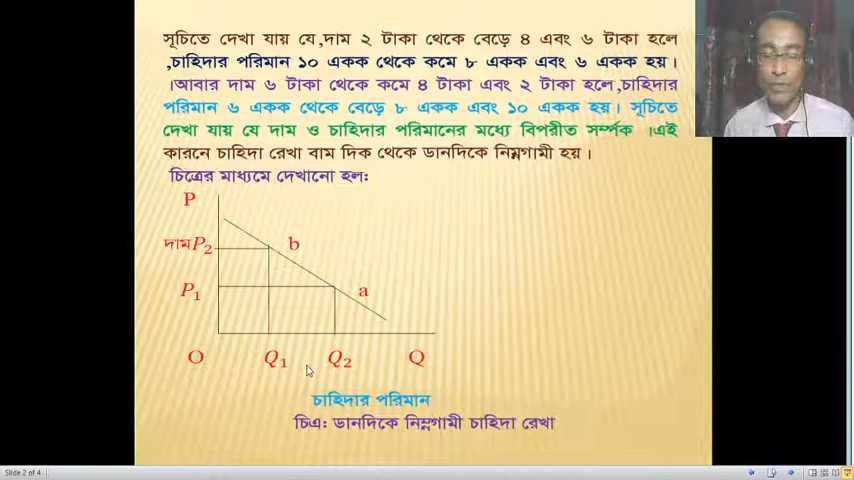 সূচিতে দেখা যায় যে,দাম ২ টাকা থেকে বেড়ে ৪ এবং ৬ টাকা হলে
,চাহিদার পরিমান ১০ একক থেকে কমে ৮ একক এবং ৬ একক হয়।
।আবার দাম ৬ টাকা থেকে কমে ৪ টাকা এবং ২ টাকা হলে,চাহিদার
পরিমান ৬ একক থেকে বেড়ে ৮ একক এবং ১০ একক হয়। সূচিতে
দেখা যায় যে দাম ও চাহিদার পরিমানের মধ্যে বিপরীত সর্ম্পক ।এই
কারনে চাহিদা রেখা বাম দিক থেকে ডানদিকে নিম্নগামী হয় ।
চিত্রের মাধ্যমে দেখানো হল:
P
দামP₂ b
P₁ a
O Q₁ Q₂ Q
চাহিদার পরিমান
চিএ: ডানদিকে নিম্নগামী চাহিদা রেখা
Slide 2 of 4